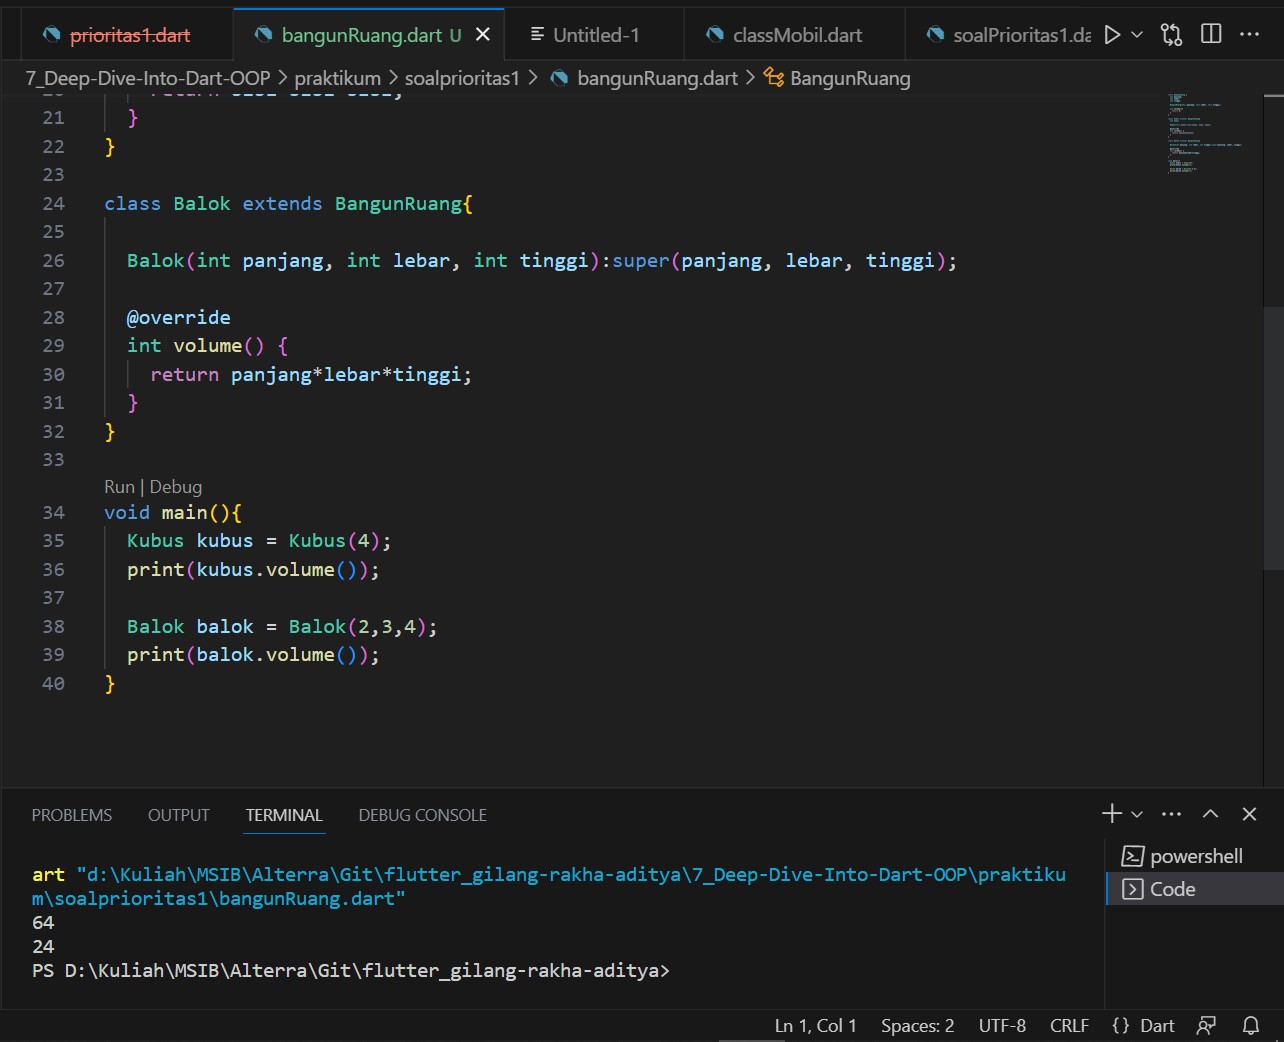 prioritas1.dart
bangunRuang.dart U
Untitled-1
classMobil.dart
soalPrioritas1.da
7_Deep-Dive-Into-Dart-OOP > praktikum > soalprioritas1 > bangunRuang.dart > BangunRuang
21 }
22 }
23
24 class Balok extends BangunRuang{
25
26 Balok(int panjang, int lebar, int tinggi):super(panjang, lebar, tinggi);
27
28 @override
29 int volume() {
30 return panjang*lebar*tinggi;
31 }
32 }
33
Run | Debug
34 void main(){
35 Kubus kubus = Kubus(4);
36 print(kubus.volume());
37
38 Balok balok = Balok(2,3,4);
39 print(balok.volume());
40 }
PROBLEMS OUTPUT TERMINAL DEBUG CONSOLE
powershell
Code
art "d:\Kuliah\MSIB\Alterra\Git\flutter_gilang-rakha-aditya\7_Deep-Dive-Into-Dart-OOP\praktiku
m\soalprioritas1\bangunRuang.dart"
64
24
PS D:\Kuliah\MSIB\Alterra\Git\flutter_gilang-rakha-aditya>
Ln 1, Col 1 Spaces: 2 UTF-8 CRLF {} Dart